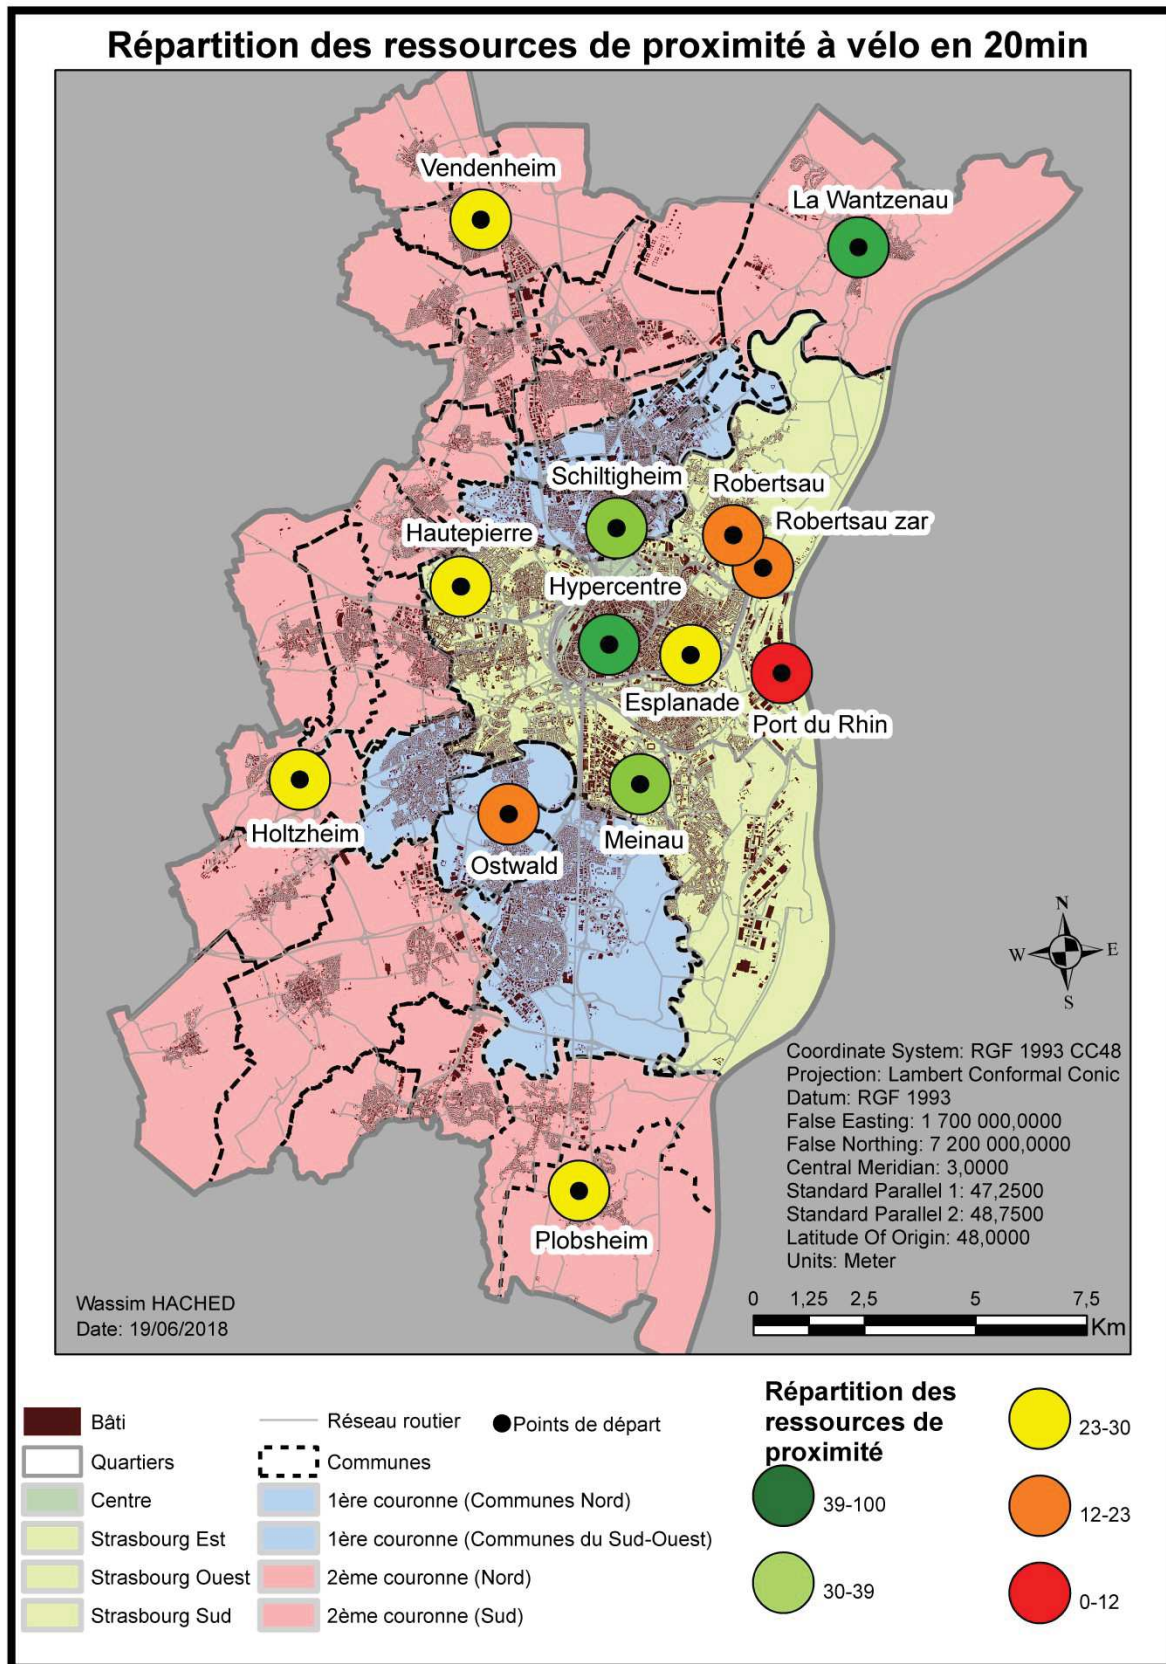 Répartition des ressources de proximité à vélo en 20min
Vendenheim
La Wantzenau
Schiltigheim
Robertsau
Hautepierre
Robertsau zar
Hypercentre
Esplanade
Port du Rhin
Holtzheim
Ostwald
Meinau
Plobsheim
N
W E
S
Coordinate System: RGF 1993 CC48
Projection: Lambert Conformal Conic
Datum: RGF 1993
False Easting: 1 700 000,0000
False Northing: 7 200 000,0000
Central Meridian: 3,0000
Standard Parallel 1: 47,2500
Standard Parallel 2: 48,7500
Latitude Of Origin: 48,0000
Units: Meter
Wassim HACHED
Date: 19/06/2018
0 1,25 2,5 5 7,5
Km
Bâti
Quartiers
Centre
Strasbourg Est
Strasbourg Ouest
Strasbourg Sud
Réseau routier
Communes
1ère couronne (Communes Nord)
1ère couronne (Communes du Sud-Ouest)
2ème couronne (Nord)
2ème couronne (Sud)
Points de départ
Répartition des
ressources de
proximité
39-100
30-39
23-30
12-23
0-12